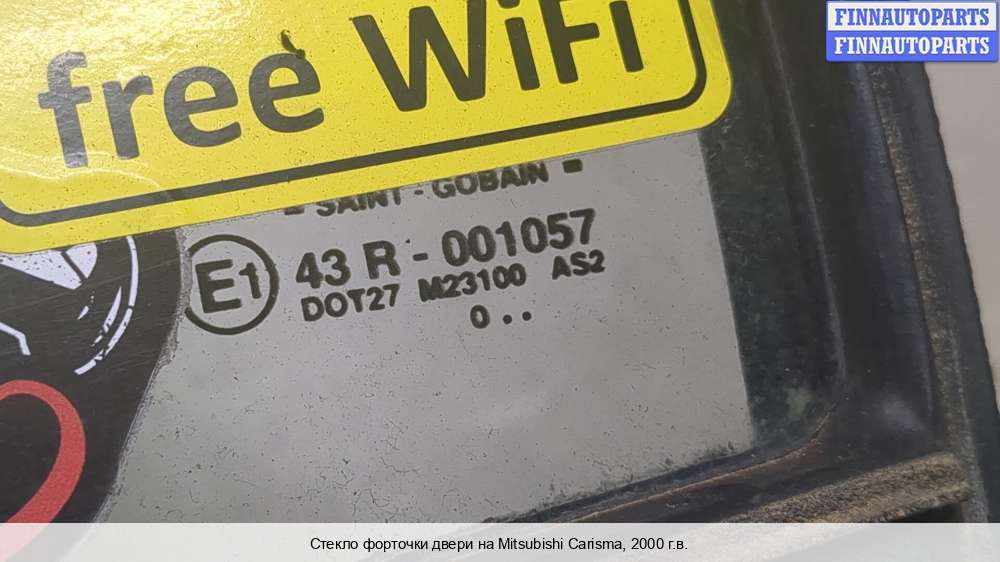 FINNAUTOPARTS
FINNAUTOPARTS
free WiFi
= SAINT - GOBAIN =
E1
43 R - 001057
DOT27 M23100 AS2
0 . .
Стекло форточки двери на Mitsubishi Carisma, 2000 г.в.